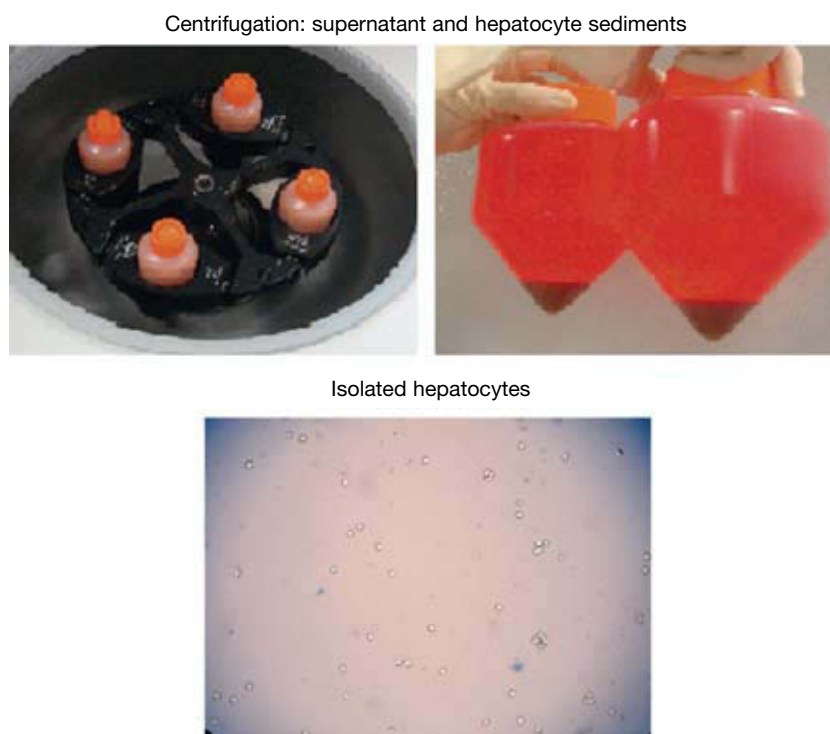 Centrifugation: supernatant and hepatocyte sediments
Isolated hepatocytes